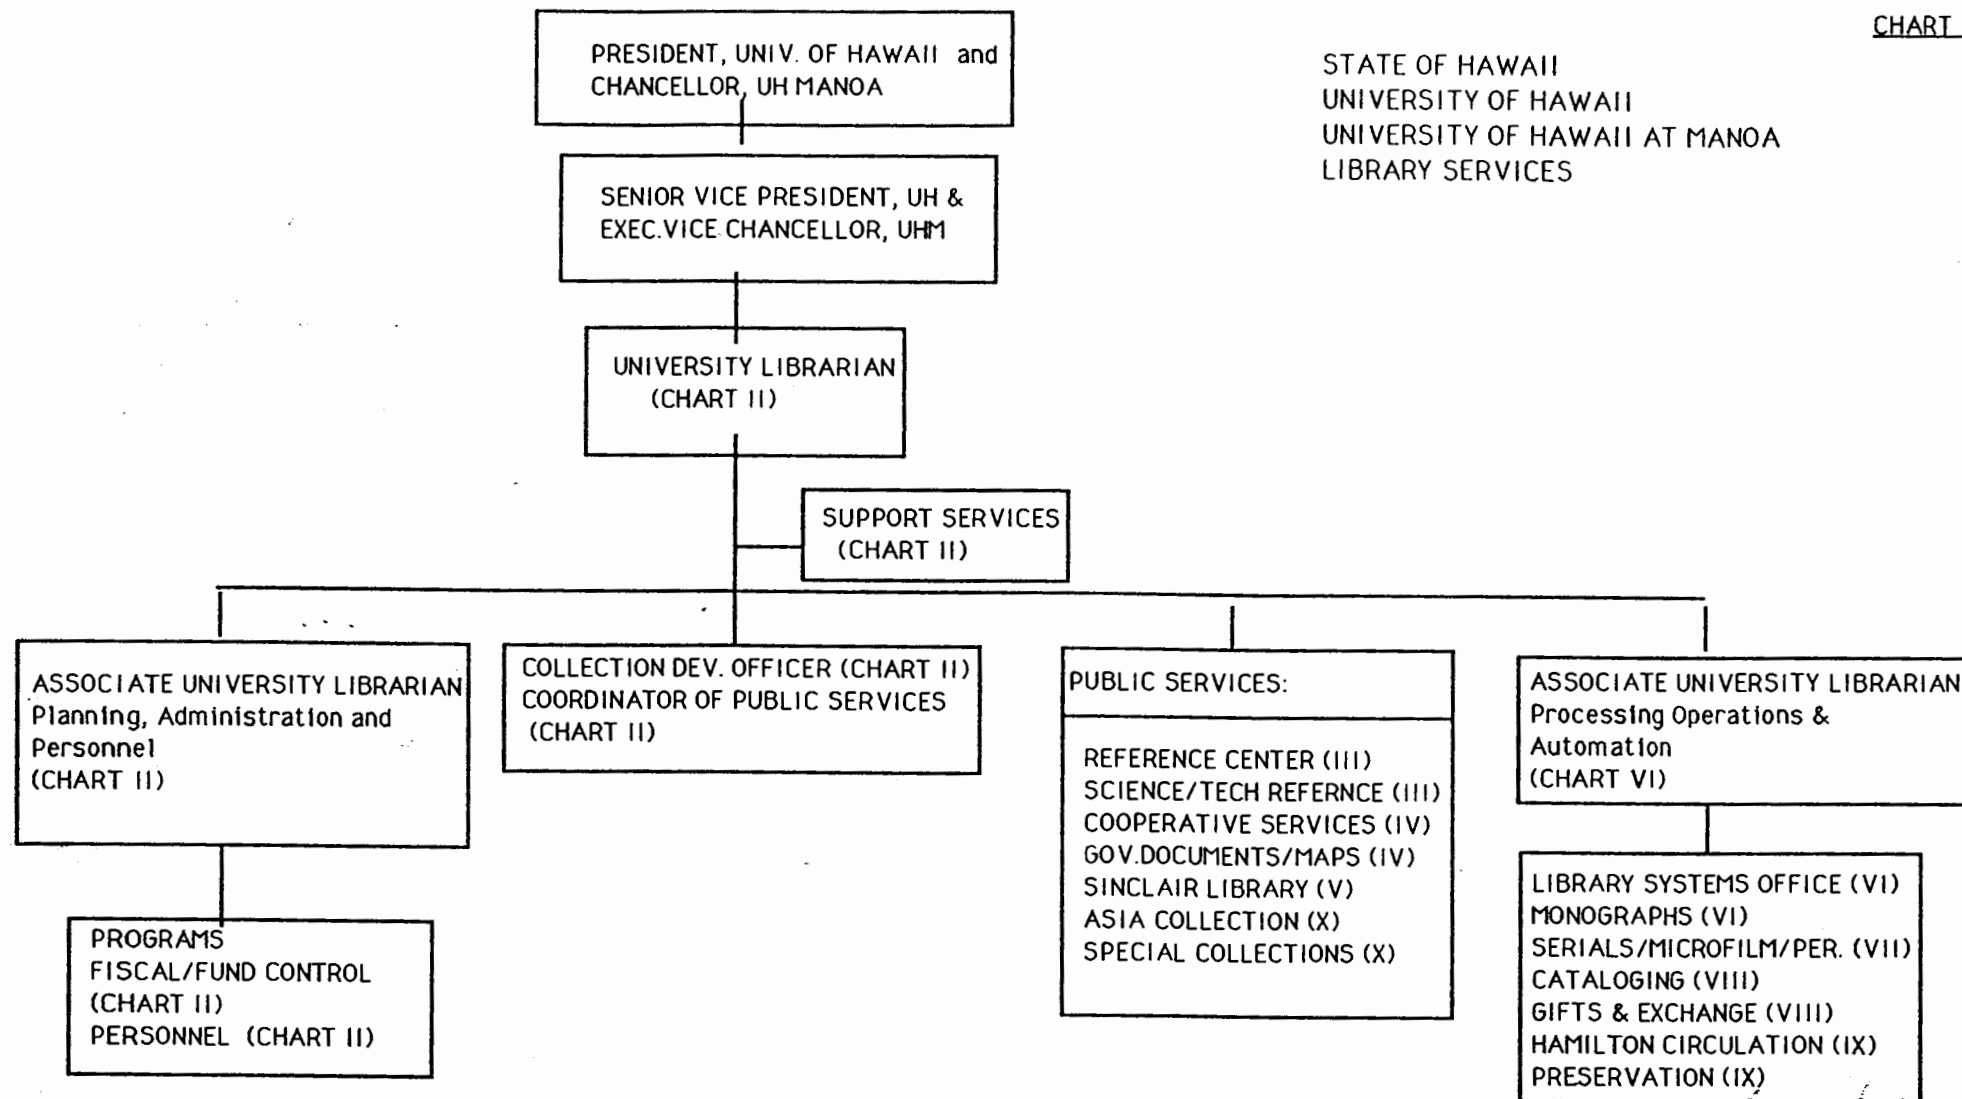 CHART
STATE OF HAWAII
UNIVERSITY OF HAWAII
UNIVERSITY OF HAWAII AT MANOA
LIBRARY SERVICES
PRESIDENT, UNIV. OF HAWAII and
CHANCELLOR, UH MANOA
SENIOR VICE PRESIDENT, UH &
EXEC.VICE CHANCELLOR, UHM
UNIVERSITY LIBRARIAN
(CHART II)
SUPPORT SERVICES
(CHART II)
ASSOCIATE UNIVERSITY LIBRARIAN
Planning, Administration and
Personnel
(CHART II)
PROGRAMS
FISCAL/FUND CONTROL
(CHART II)
PERSONNEL (CHART II)
COLLECTION DEV. OFFICER (CHART II)
COORDINATOR OF PUBLIC SERVICES
(CHART II)
PUBLIC SERVICES:
REFERENCE CENTER (III)
SCIENCE/TECH REFERNCE (III)
COOPERATIVE SERVICES (IV)
GOV.DOCUMENTS/MAPS (IV)
SINCLAIR LIBRARY (V)
ASIA COLLECTION (X)
SPECIAL COLLECTIONS (X)
ASSOCIATE UNIVERSITY LIBRARIAN
Processing Operations &
Automation
(CHART VI)
LIBRARY SYSTEMS OFFICE (VI)
MONOGRAPHS (VI)
SERIALS/MICROFILM/PER. (VII)
CATALOGING (VIII)
GIFTS & EXCHANGE (VIII)
HAMILTON CIRCULATION (IX)
PRESERVATION (IX)